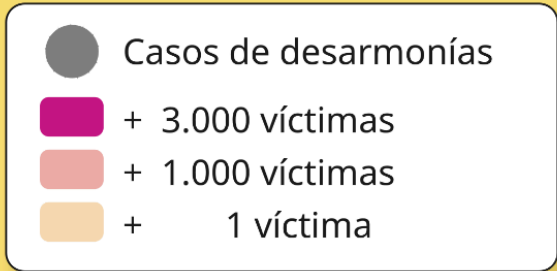 Casos de desarmonías
+ 3.000 víctimas
+ 1.000 víctimas
+ 1 víctima